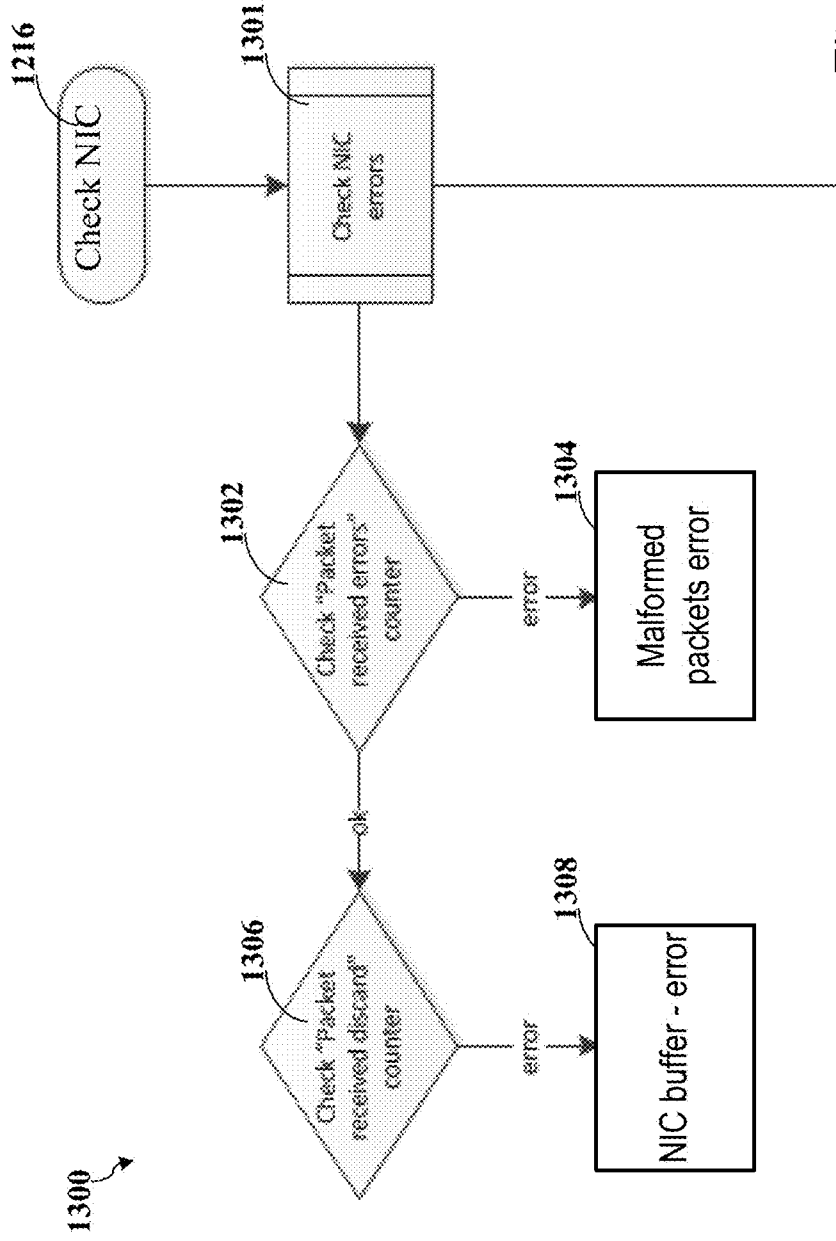 1300
1216
Check NIC
1301
Check NIC
errors
1302
Check "Packet
received errors"
counter
error
1304
Malformed
packets error
ok
1306
Check "Packet
received discard"
counter
error
1308
NIC buffer - error